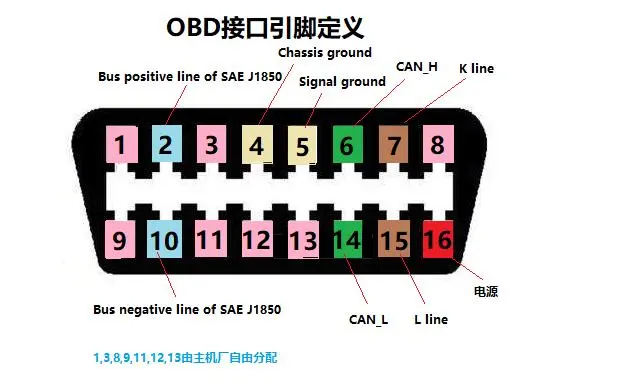 OBD接口引脚定义
Chassis ground
Bus positive line of SAE J1850
Signal ground
CAN_H
K line
1 2 3 4 5 6 7 8
9 10 11 12 13 14 15 16
电源
Bus negative line of SAE J1850
CAN_L
L line
1,3,8,9,11,12,13由主机厂自由分配